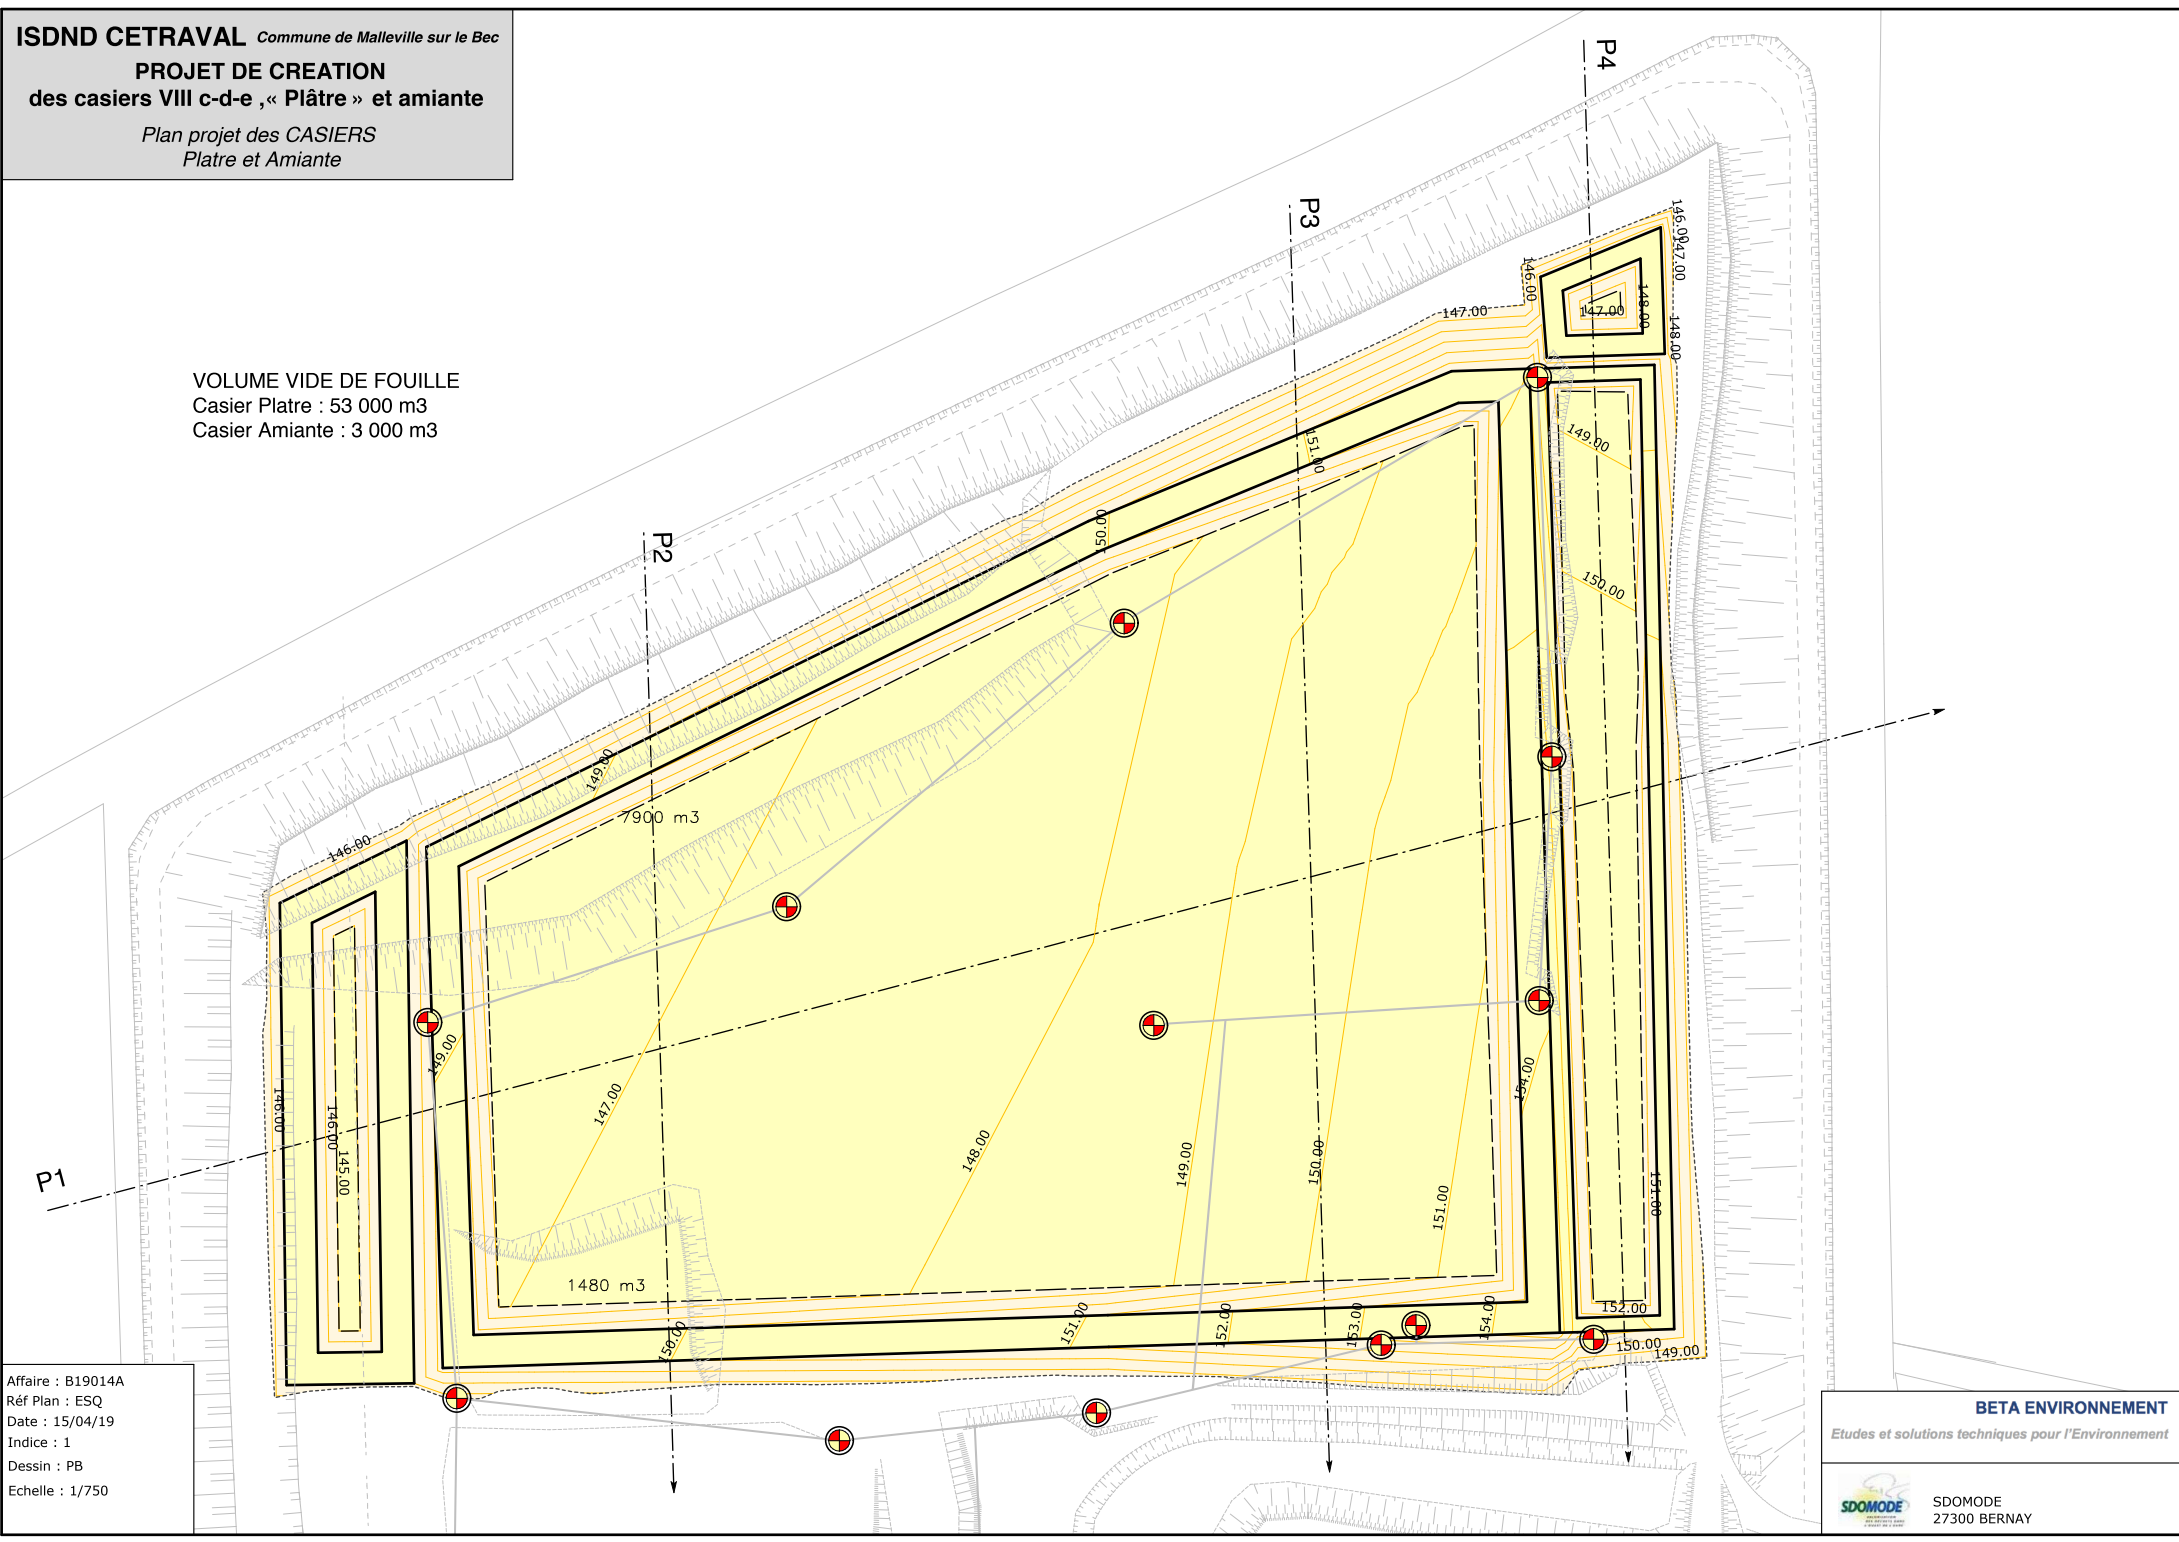 ISDND CETRAVAL Commune de Malleville sur le Bec
PROJET DE CREATION
des casiers VIII c-d-e ,« Plâtre » et amiante
Plan projet des CASIERS
Platre et Amiante
P4
P3
146.00
147.00
146.00
148.00
147.00
147.00
148.00
VOLUME VIDE DE FOUILLE
Casier Platre : 53 000 m3
Casier Amiante : 3 000 m3
149.00
151.00
150.00
P2
150.00
149.00
7900 m3
146.00
149.00
154.00
147.00
146.00
146.00
145.00
148.00
149.00
150.00
151.00
151.00
P1
1480 m3
150.00
151.00
152.00
153.00
154.00
152.00
150.00
149.00
Affaire : B19014A
Réf Plan : ESQ
Date : 15/04/19
Indice : 1
Dessin : PB
Echelle : 1/750
BETA ENVIRONNEMENT
Etudes et solutions techniques pour l'Environnement
SDOMODE
SDOMODE
27300 BERNAY